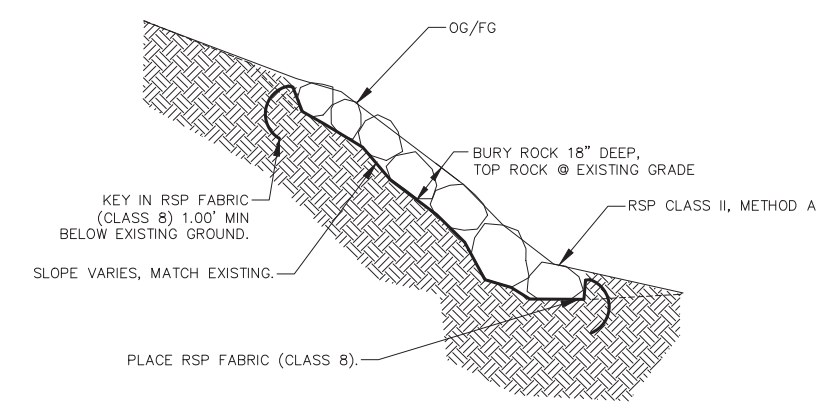 OG/FG
BURY ROCK 18" DEEP,
TOP ROCK @ EXISTING GRADE
KEY IN RSP FABRIC
(CLASS 8) 1.00' MIN
BELOW EXISTING GROUND.
RSP CLASS II, METHOD A
SLOPE VARIES, MATCH EXISTING.
PLACE RSP FABRIC (CLASS 8).